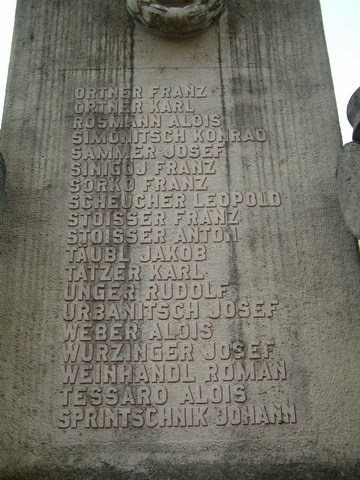 ORTNER FRANZ
ORTNER KARL
ROSMANN ALOIS
SIMONITSCH KONRAD
SAMMER JOSEF
SINIGOJ FRANZ
SORKO FRANZ
SCHEUCHER LEOPOLD
STOISSER FRANZ
STOISSER ANTON
TAUBL JAKOB
TATZER KARL
UNGER RUDOLF
URBANITSCH JOSEF
WEBER ALOIS
WURZINGER JOSEF
WEINHANDL ROMAN
TESSARO ALOIS
SPRINTSCHNIK JOHANN